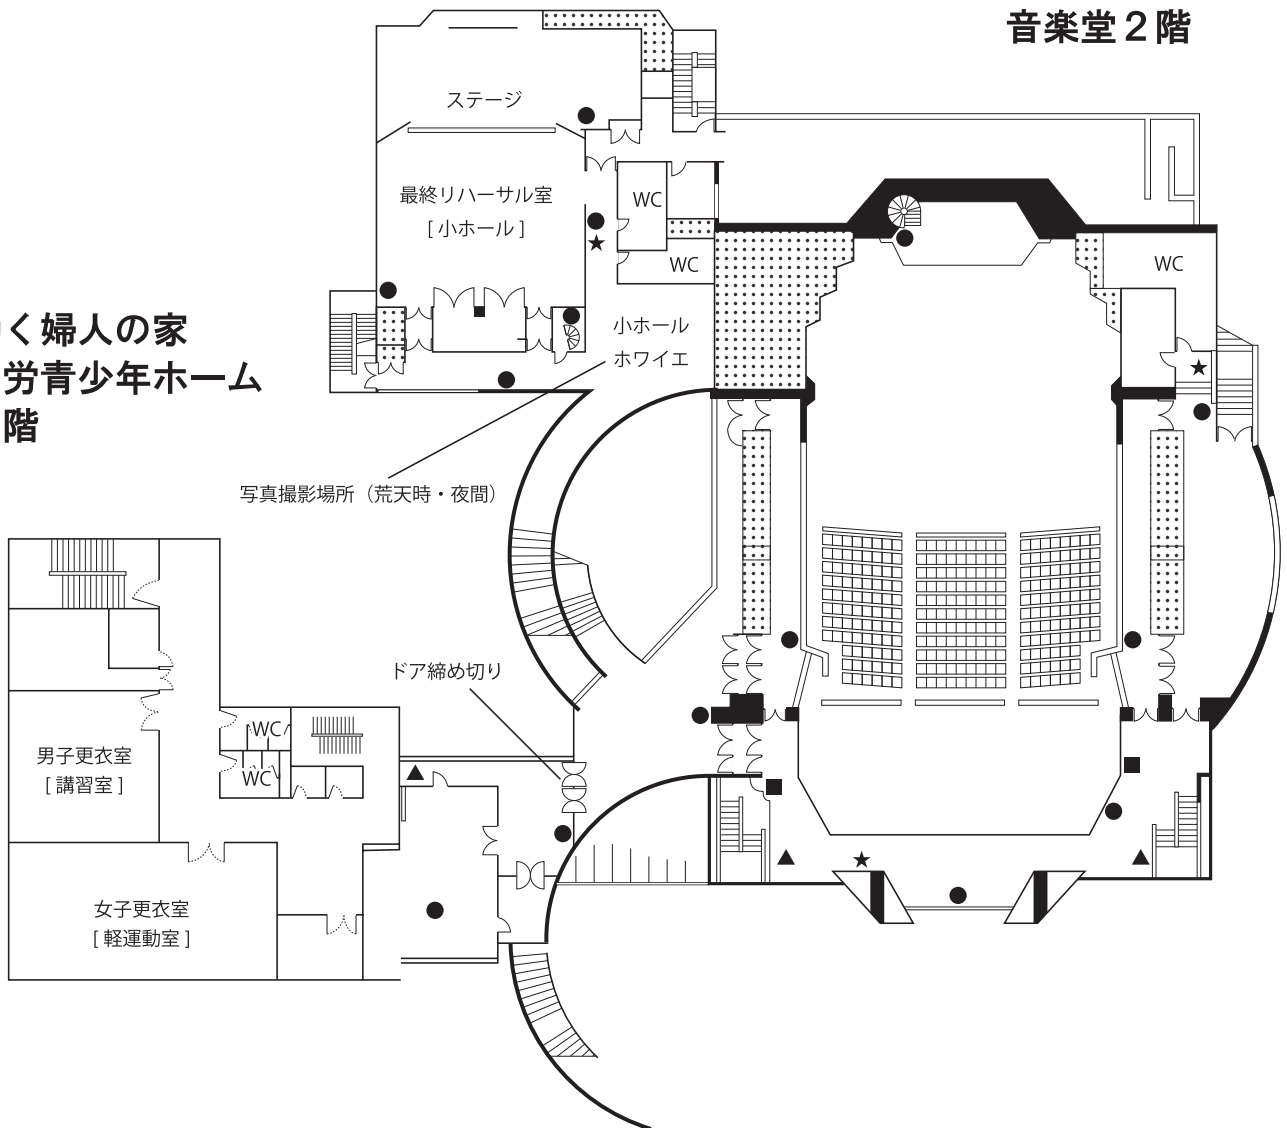 音楽堂２階
ステージ
最終リハーサル室
[ 小ホール ]
WC
WC
WC
小ホール
ホワイエ
く婦人の家
労青少年ホーム
階
写真撮影場所（荒天時・夜間）
ドア締め切り
WC
WC
男子更衣室
[ 講習室 ]
女子更衣室
[ 軽運動室 ]